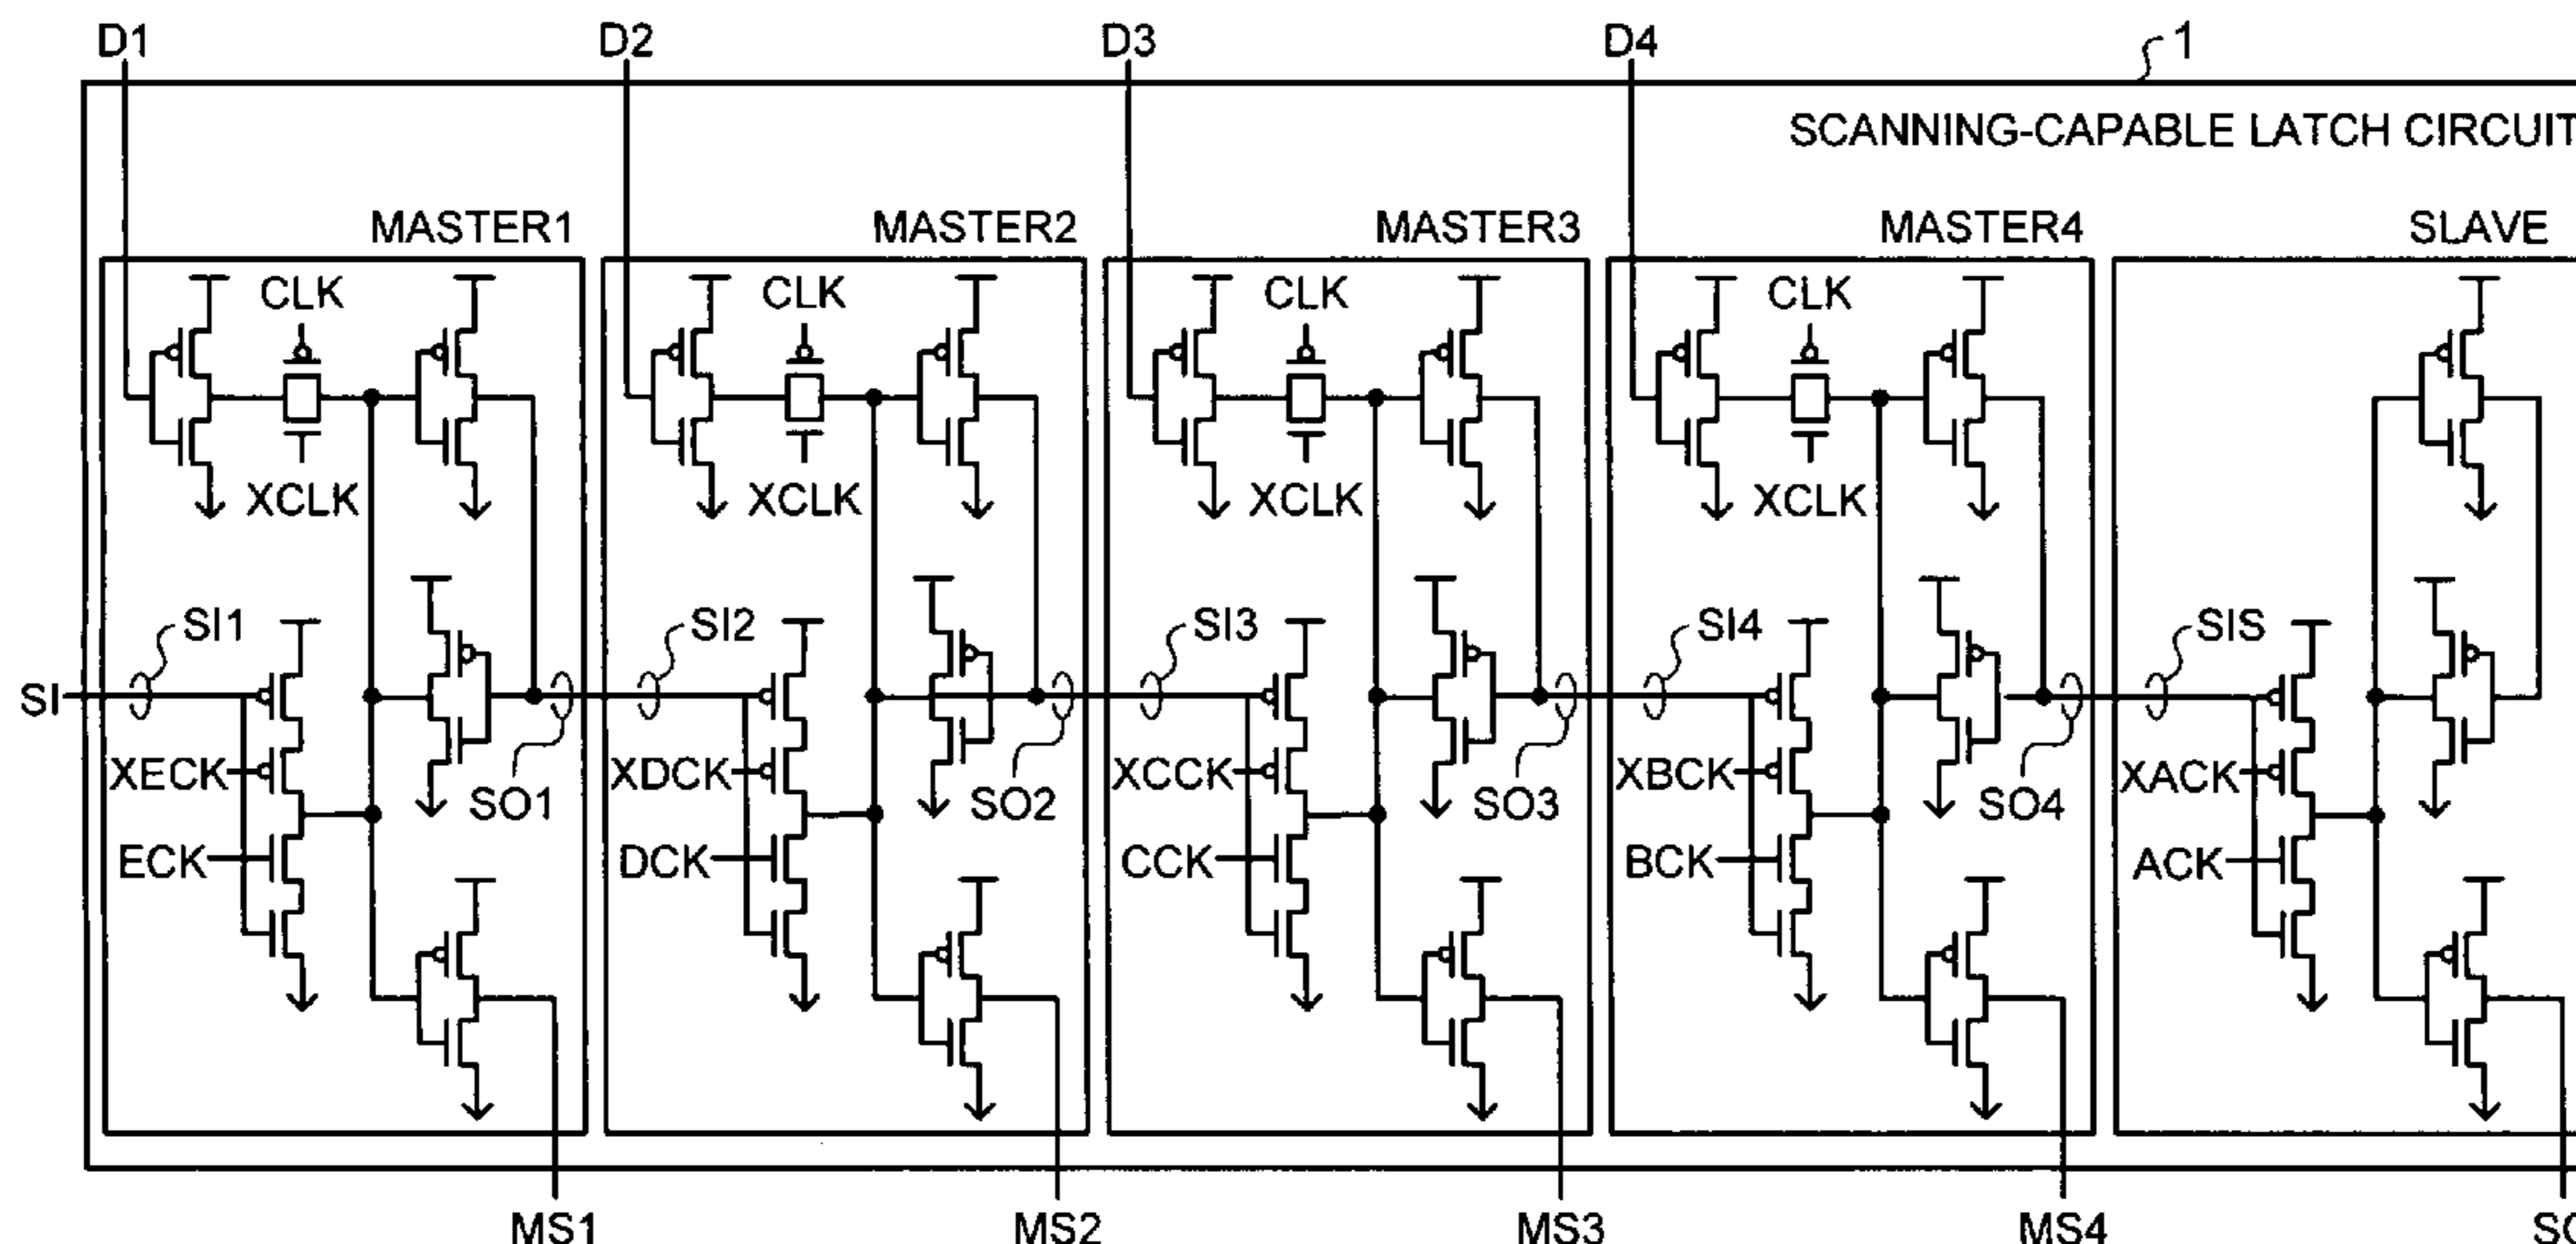 D1 D2 D3 D4 1
SCANNING-CAPABLE LATCH CIRCUIT
MASTER1 MASTER2 MASTER3 MASTER4 SLAVE
CLK CLK CLK CLK
XCLK XCLK XCLK XCLK
SI1 SI2 SI3 SI4 SIS
SI
XECK XDCK XCCK XBCK XACK
SO1 SO2 SO3 SO4
ECK DCK CCK BCK ACK
MS1 MS2 MS3 MS4